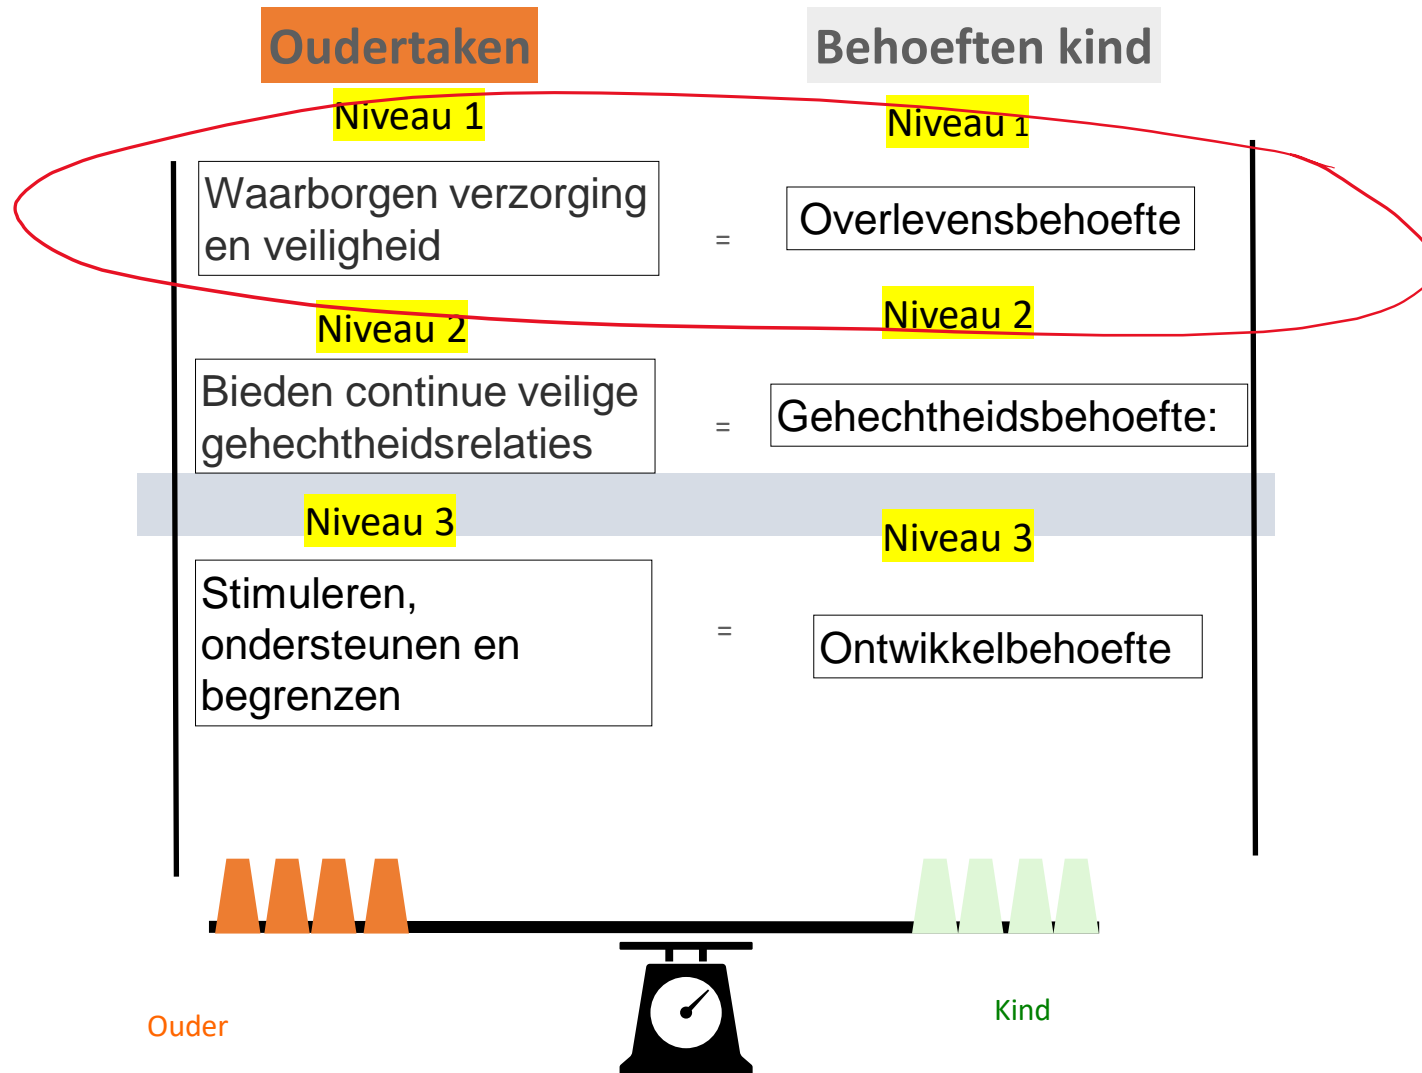 Oudertaken
Behoeften kind
Niveau 1
Niveau 1
Waarborgen verzorging
en veiligheid
=
Overlevensbehoefte
Niveau 2
Niveau 2
Bieden continue veilige
gehechtheidsrelaties
=
Gehechtheidsbehoefte:
Niveau 3
Niveau 3
Stimuleren,
ondersteunen en
begrenzen
=
Ontwikkelbehoefte
Ouder
Kind